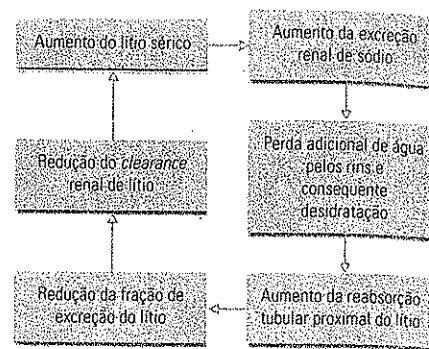 Aumento do lítio sérico
Aumento da excreção
renal de sódio
Perda adicional de água
pelos rins e
consequente
desidratação
Aumento da reabsorção
tubular proximal do lítio
Redução da fração de
excreção do lítio
Redução do clearance
renal de lítio